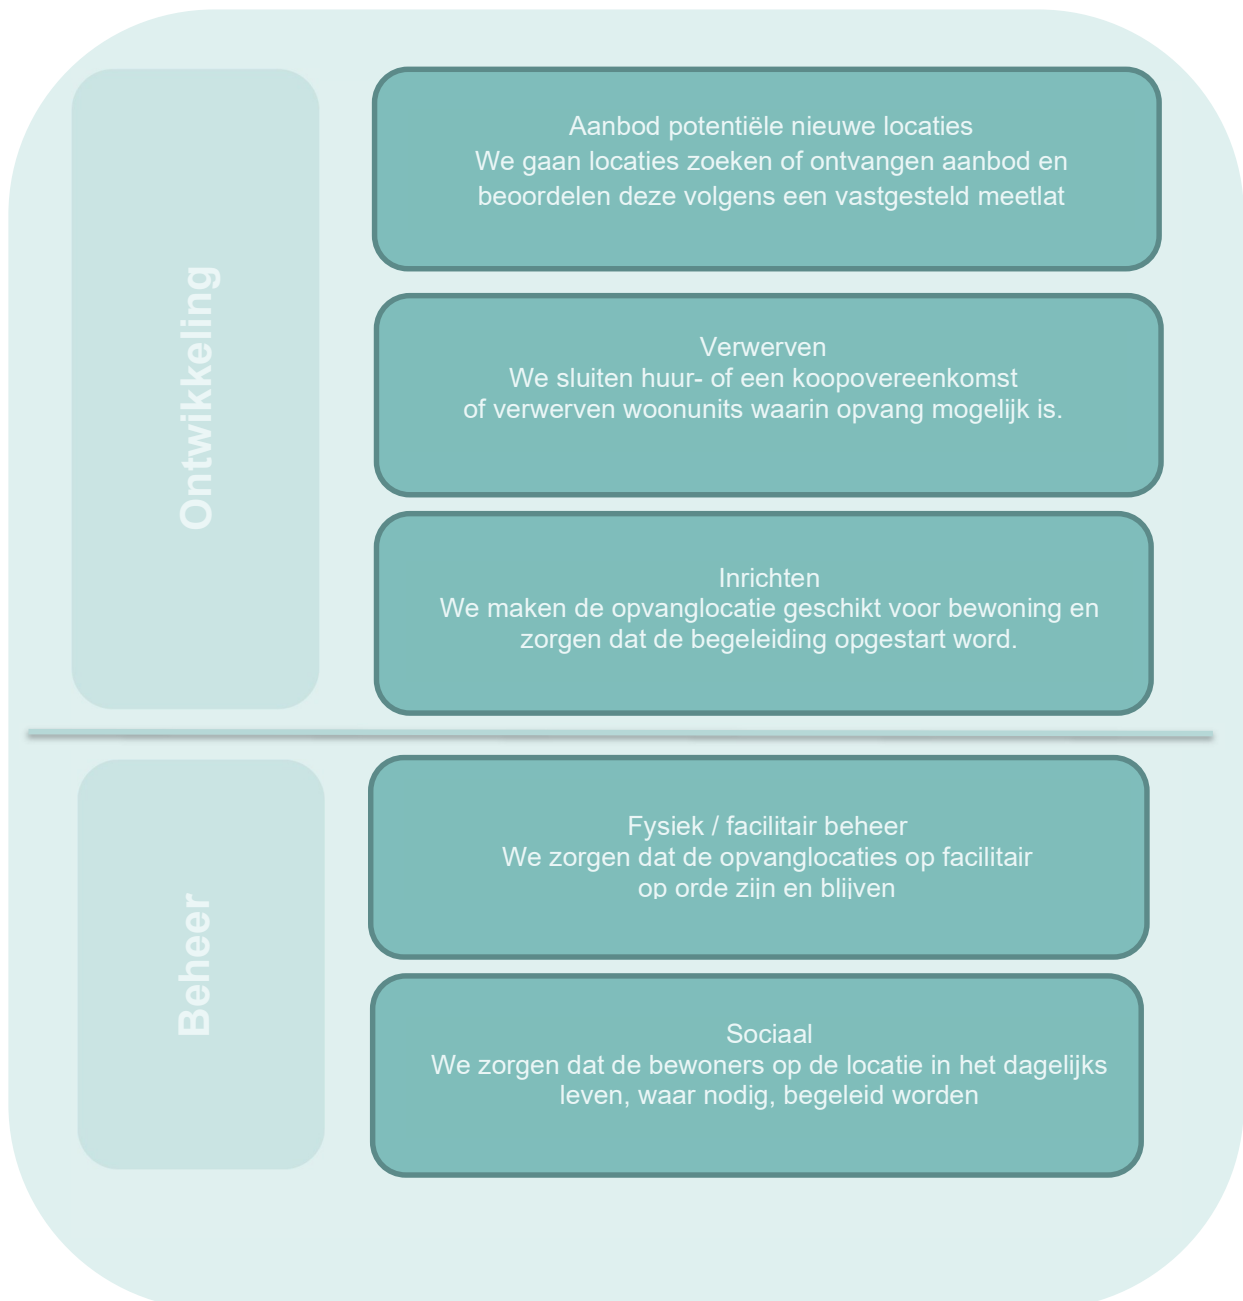 Ontwikkeling
Aanbod potentiële nieuwe locaties
We gaan locaties zoeken of ontvangen aanbod en
beoordelen deze volgens een vastgesteld meetlat
Verwerven
We sluiten huur- of een koopovereenkomst
of verwerven woonunits waarin opvang mogelijk is.
Inrichten
We maken de opvanglocatie geschikt voor bewoning en
zorgen dat de begeleiding opgestart word.
Beheer
Fysiek / facilitair beheer
We zorgen dat de opvanglocaties op facilitair
op orde zijn en blijven
Sociaal
We zorgen dat de bewoners op de locatie in het dagelijks
leven, waar nodig, begeleid worden